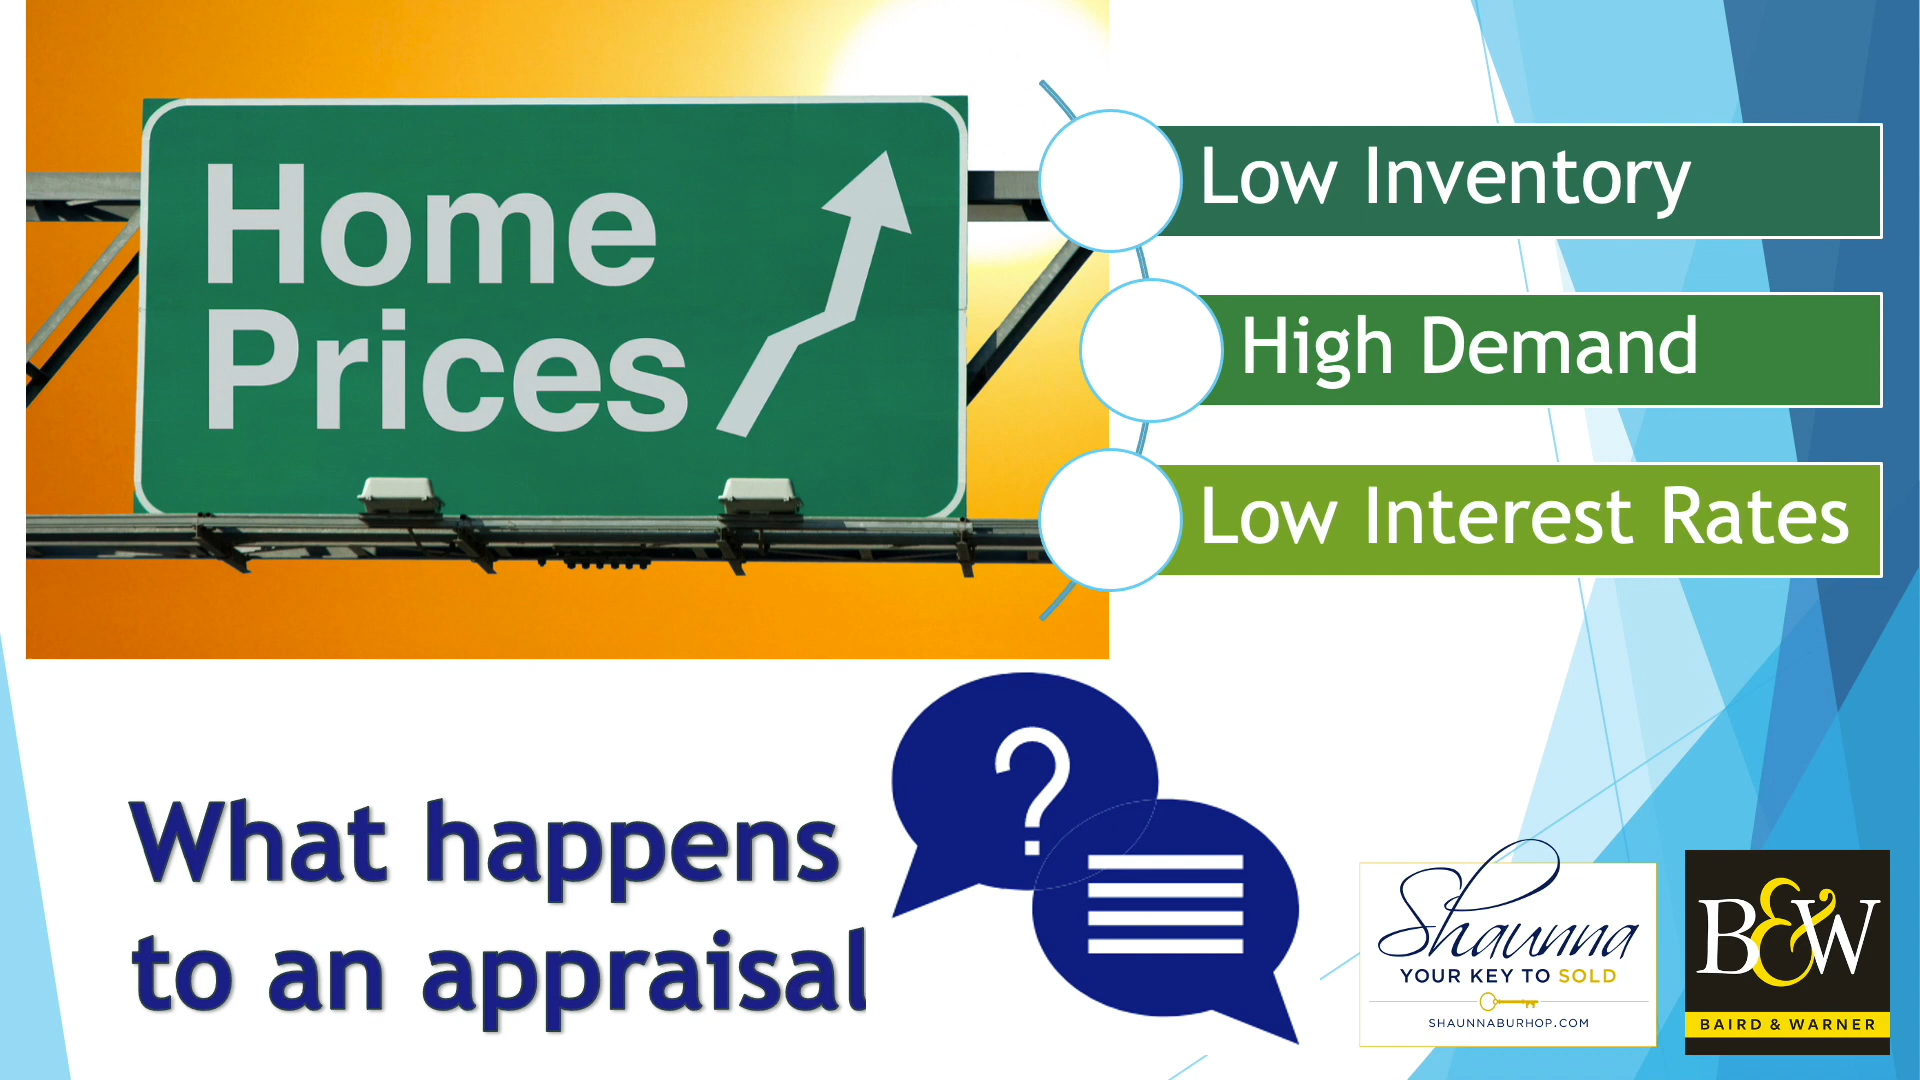 Home
Prices
Low Inventory
High Demand
Low Interest Rates
What happens
to an appraisal
?
Shaunna
YOUR KEY TO SOLD
SHAUNNABURHOP.COM
B&W
BAIRD & WARNER